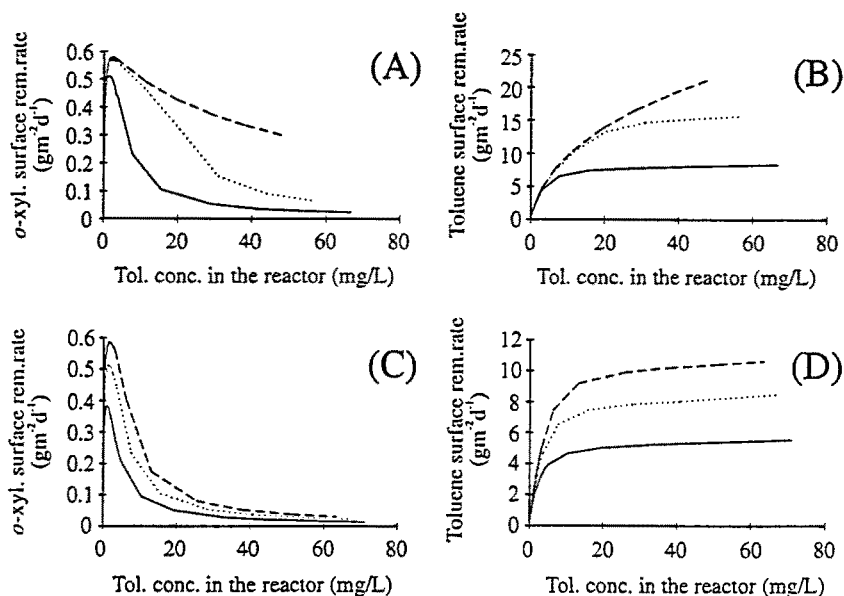 0.6
0.5
0.4
0.3
0.2
0.1
0
0 20 40 60 80
o-xyl. surface rem.rate
(gm-2d-1)
Tol. conc. in the reactor (mg/L)
(A)
25
20
15
10
5
0
0 20 40 60 80
Toluene surface rem.rate
(gm-2d-1)
Tol. conc. in the reactor (mg/L)
(B)
0.6
0.5
0.4
0.3
0.2
0.1
0
0 20 40 60 80
o-xyl. surface rem.rate
(gm-2d-1)
Tol. conc. in the reactor (mg/L)
(C)
12
10
8
6
4
2
0
0 20 40 60 80
Toluene surface rem.rate
(gm-2d-1)
Tol. conc. in the reactor (mg/L)
(D)